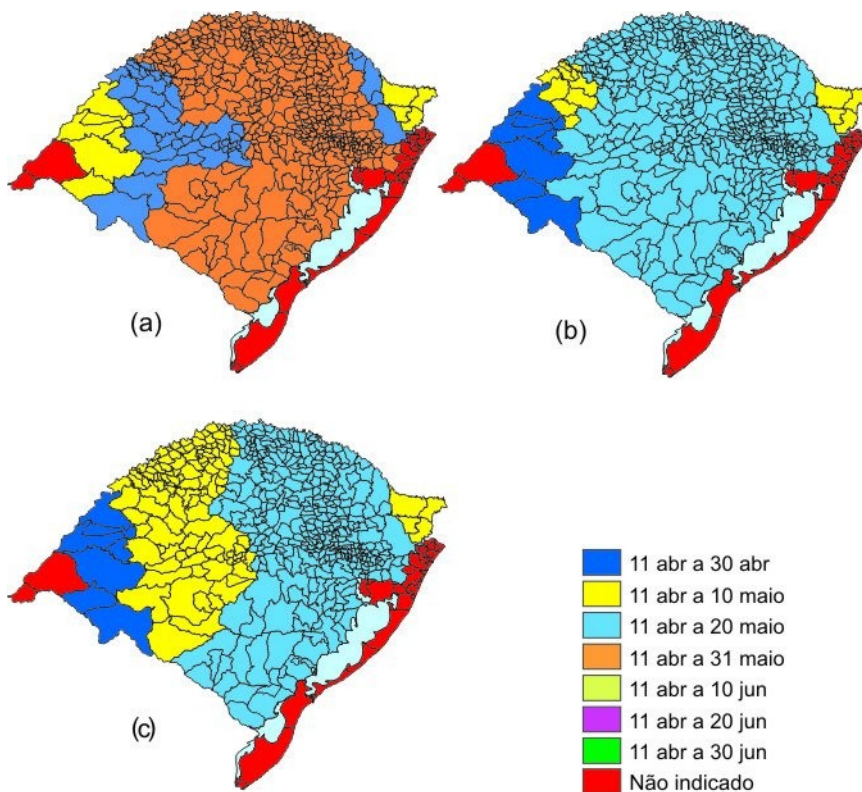 (a)
(b)
(c)
11 abr a 30 abr
11 abr a 10 maio
11 abr a 20 maio
11 abr a 31 maio
11 abr a 10 jun
11 abr a 20 jun
11 abr a 30 jun
Não indicado